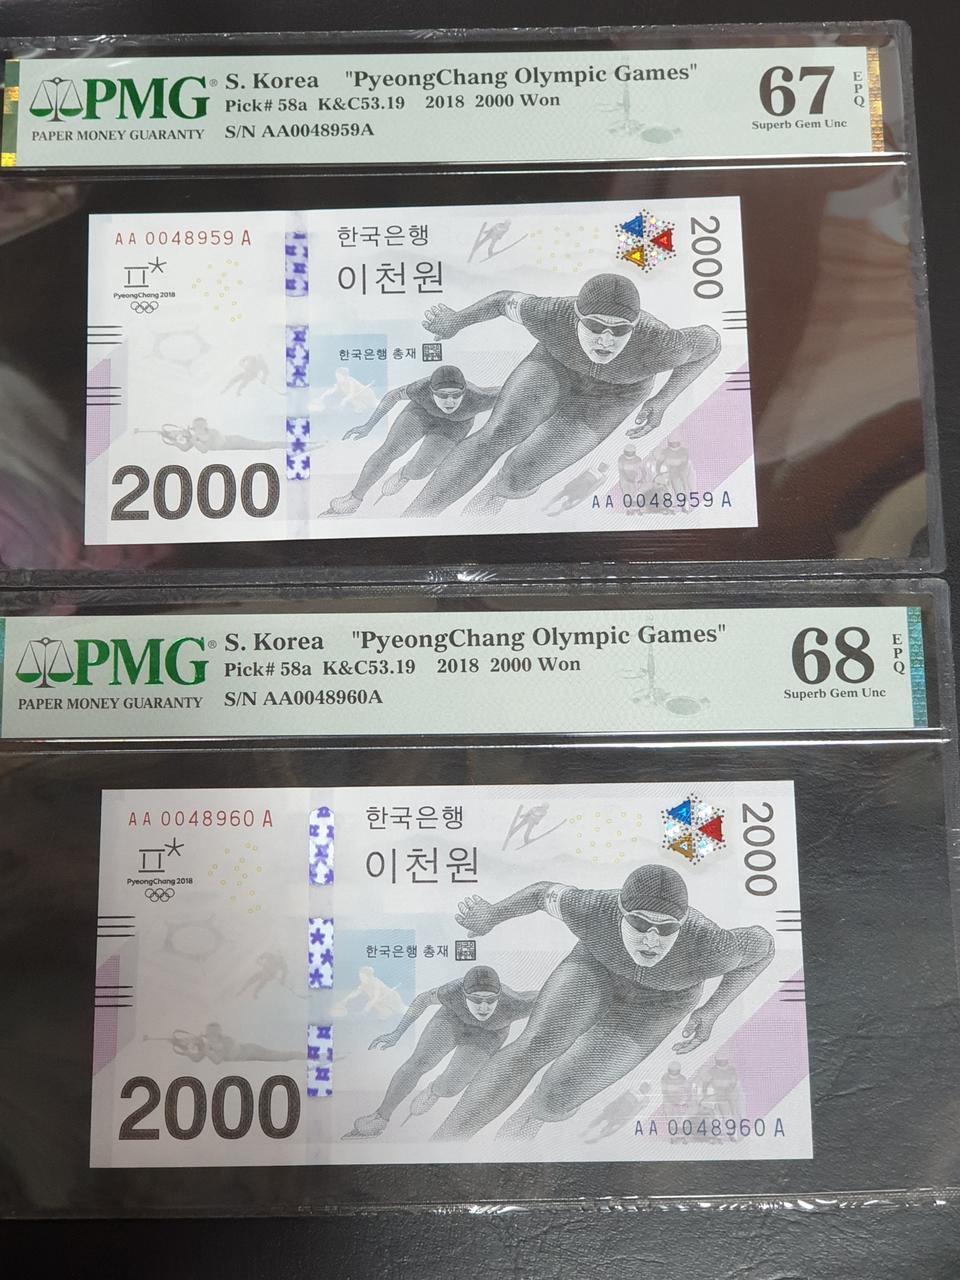 PMG®
PAPER MONEY GUARANTY
S. Korea "PyeongChang Olympic Games"
Pick# 58a K&C53.19 2018 2000 Won
S/N AA0048959A
67
EPQ
Superb Gem Unc
AA 0048959 A
PyeongChang 2018
한국은행
이천원
한국은행 총재
2000
2000
AA 0048959 A
PMG®
PAPER MONEY GUARANTY
S. Korea "PyeongChang Olympic Games"
Pick# 58a K&C53.19 2018 2000 Won
S/N AA0048960A
68
EPQ
Superb Gem Unc
AA 0048960 A
PyeongChang 2018
한국은행
이천원
한국은행 총재
2000
2000
AA 0048960 A